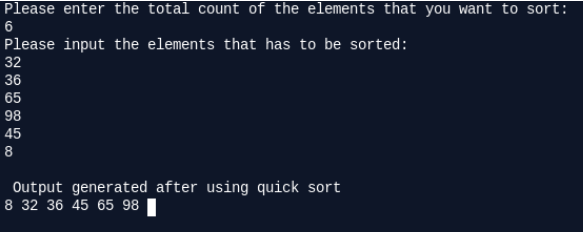 Please enter the total count of the elements that you want to sort:
6
Please input the elements that has to be sorted:
32
36
65
98
45
8
Output generated after using quick sort
8 32 36 45 65 98